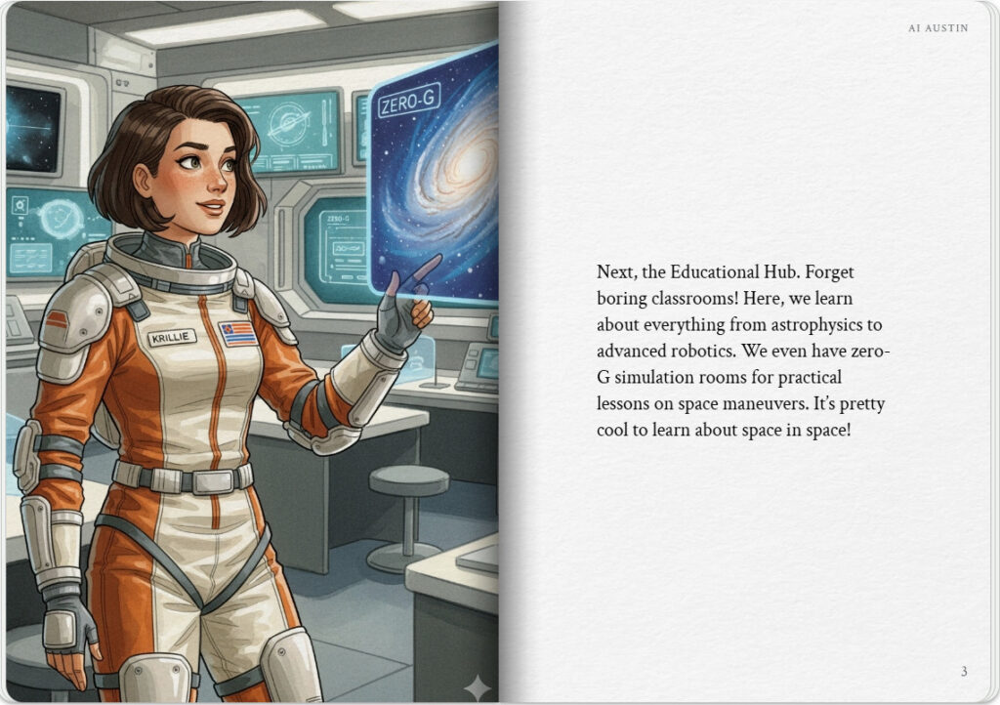 ZERO-G
ZERO-G
KRILLIE
AI AUSTIN
Next, the Educational Hub. Forget
boring classrooms! Here, we learn
about everything from astrophysics to
advanced robotics. We even have zero-
G simulation rooms for practical
lessons on space maneuvers. It’s pretty
cool to learn about space in space!
3